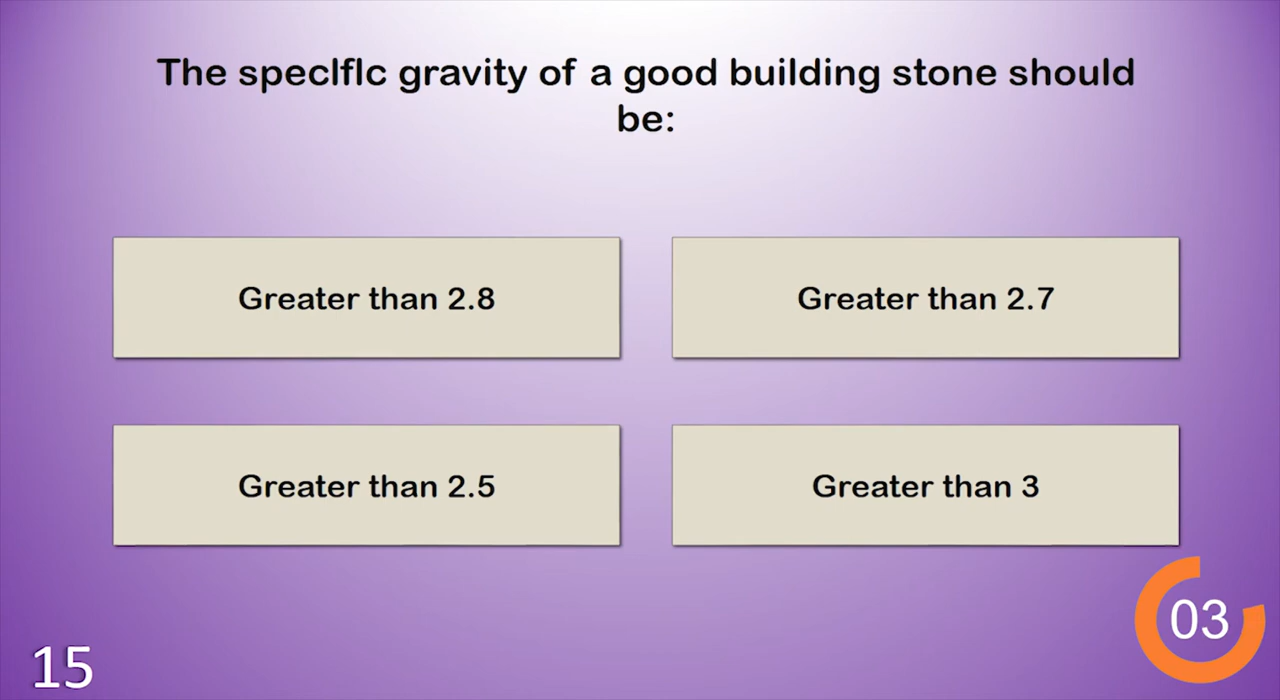 The speclflc gravity of a good building stone should
be:
Greater than 2.8
Greater than 2.7
Greater than 2.5
Greater than 3
03
15